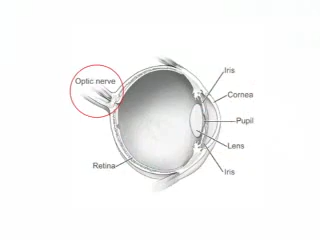 Optic nerve
Iris
Cornea
Pupil
Lens
Iris
Retina